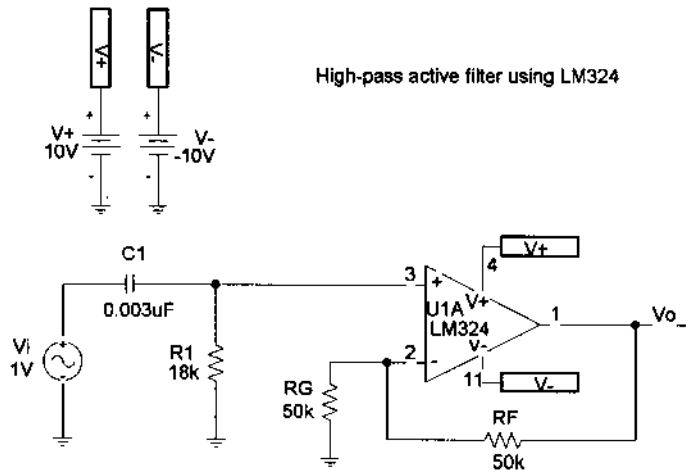 V+
V-
High-pass active filter using LM324
+
+
V+
10V
V-
-10V
-
-
C1
0.003uF
Vi
1V
+
-
R1
18k
3
+
V+
4
V+
U1A
LM324
1
Vo
2
-
V-
11
V-
RG
50k
RF
50k